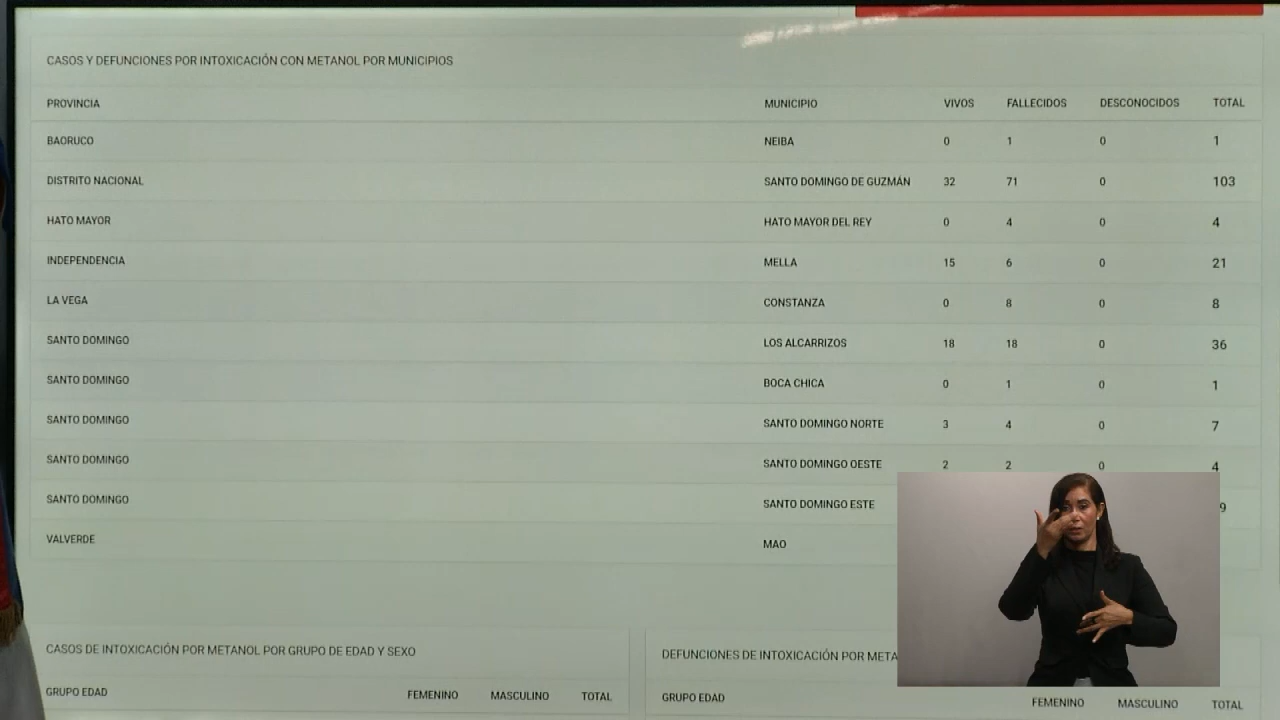 CASOS Y DEFUNCIONES POR INTOXICACIÓN CON METANOL POR MUNICIPIOS
PROVINCIA MUNICIPIO VIVOS FALLECIDOS DESCONOCIDOS TOTAL
BAORUCO NEIBA 0 1 0 1
DISTRITO NACIONAL SANTO DOMINGO DE GUZMÁN 32 71 0 103
HATO MAYOR HATO MAYOR DEL REY 0 4 0 4
INDEPENDENCIA MELLA 15 6 0 21
LA VEGA CONSTANZA 0 8 0 8
SANTO DOMINGO LOS ALCARRIZOS 18 18 0 36
SANTO DOMINGO BOCA CHICA 0 1 0 1
SANTO DOMINGO SANTO DOMINGO NORTE 3 4 0 7
SANTO DOMINGO SANTO DOMINGO OESTE 2 2 0 4
SANTO DOMINGO SANTO DOMINGO ESTE
VALVERDE MAO
CASOS DE INTOXICACIÓN POR METANOL POR GRUPO DE EDAD Y SEXO
GRUPO EDAD FEMENINO MASCULINO TOTAL
DEFUNCIONES DE INTOXICACIÓN POR META
GRUPO EDAD FEMENINO MASCULINO TOTAL